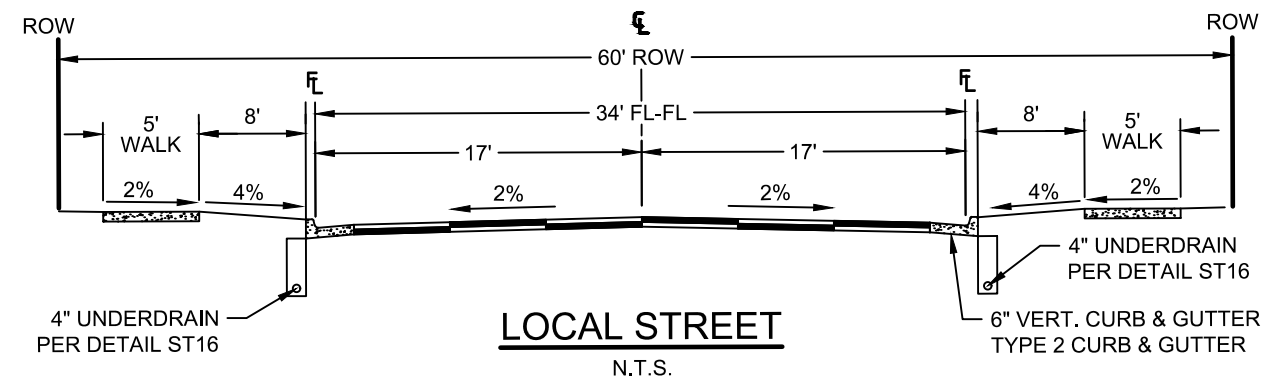 ROW
ROW
℄
60' ROW
FL
FL
34' FL-FL
5'
WALK
8'
8'
5'
WALK
17'
17'
2%
4%
2%
2%
4%
2%
4" UNDERDRAIN
PER DETAIL ST16
4" UNDERDRAIN
PER DETAIL ST16
6" VERT. CURB & GUTTER
TYPE 2 CURB & GUTTER
LOCAL STREET
N.T.S.